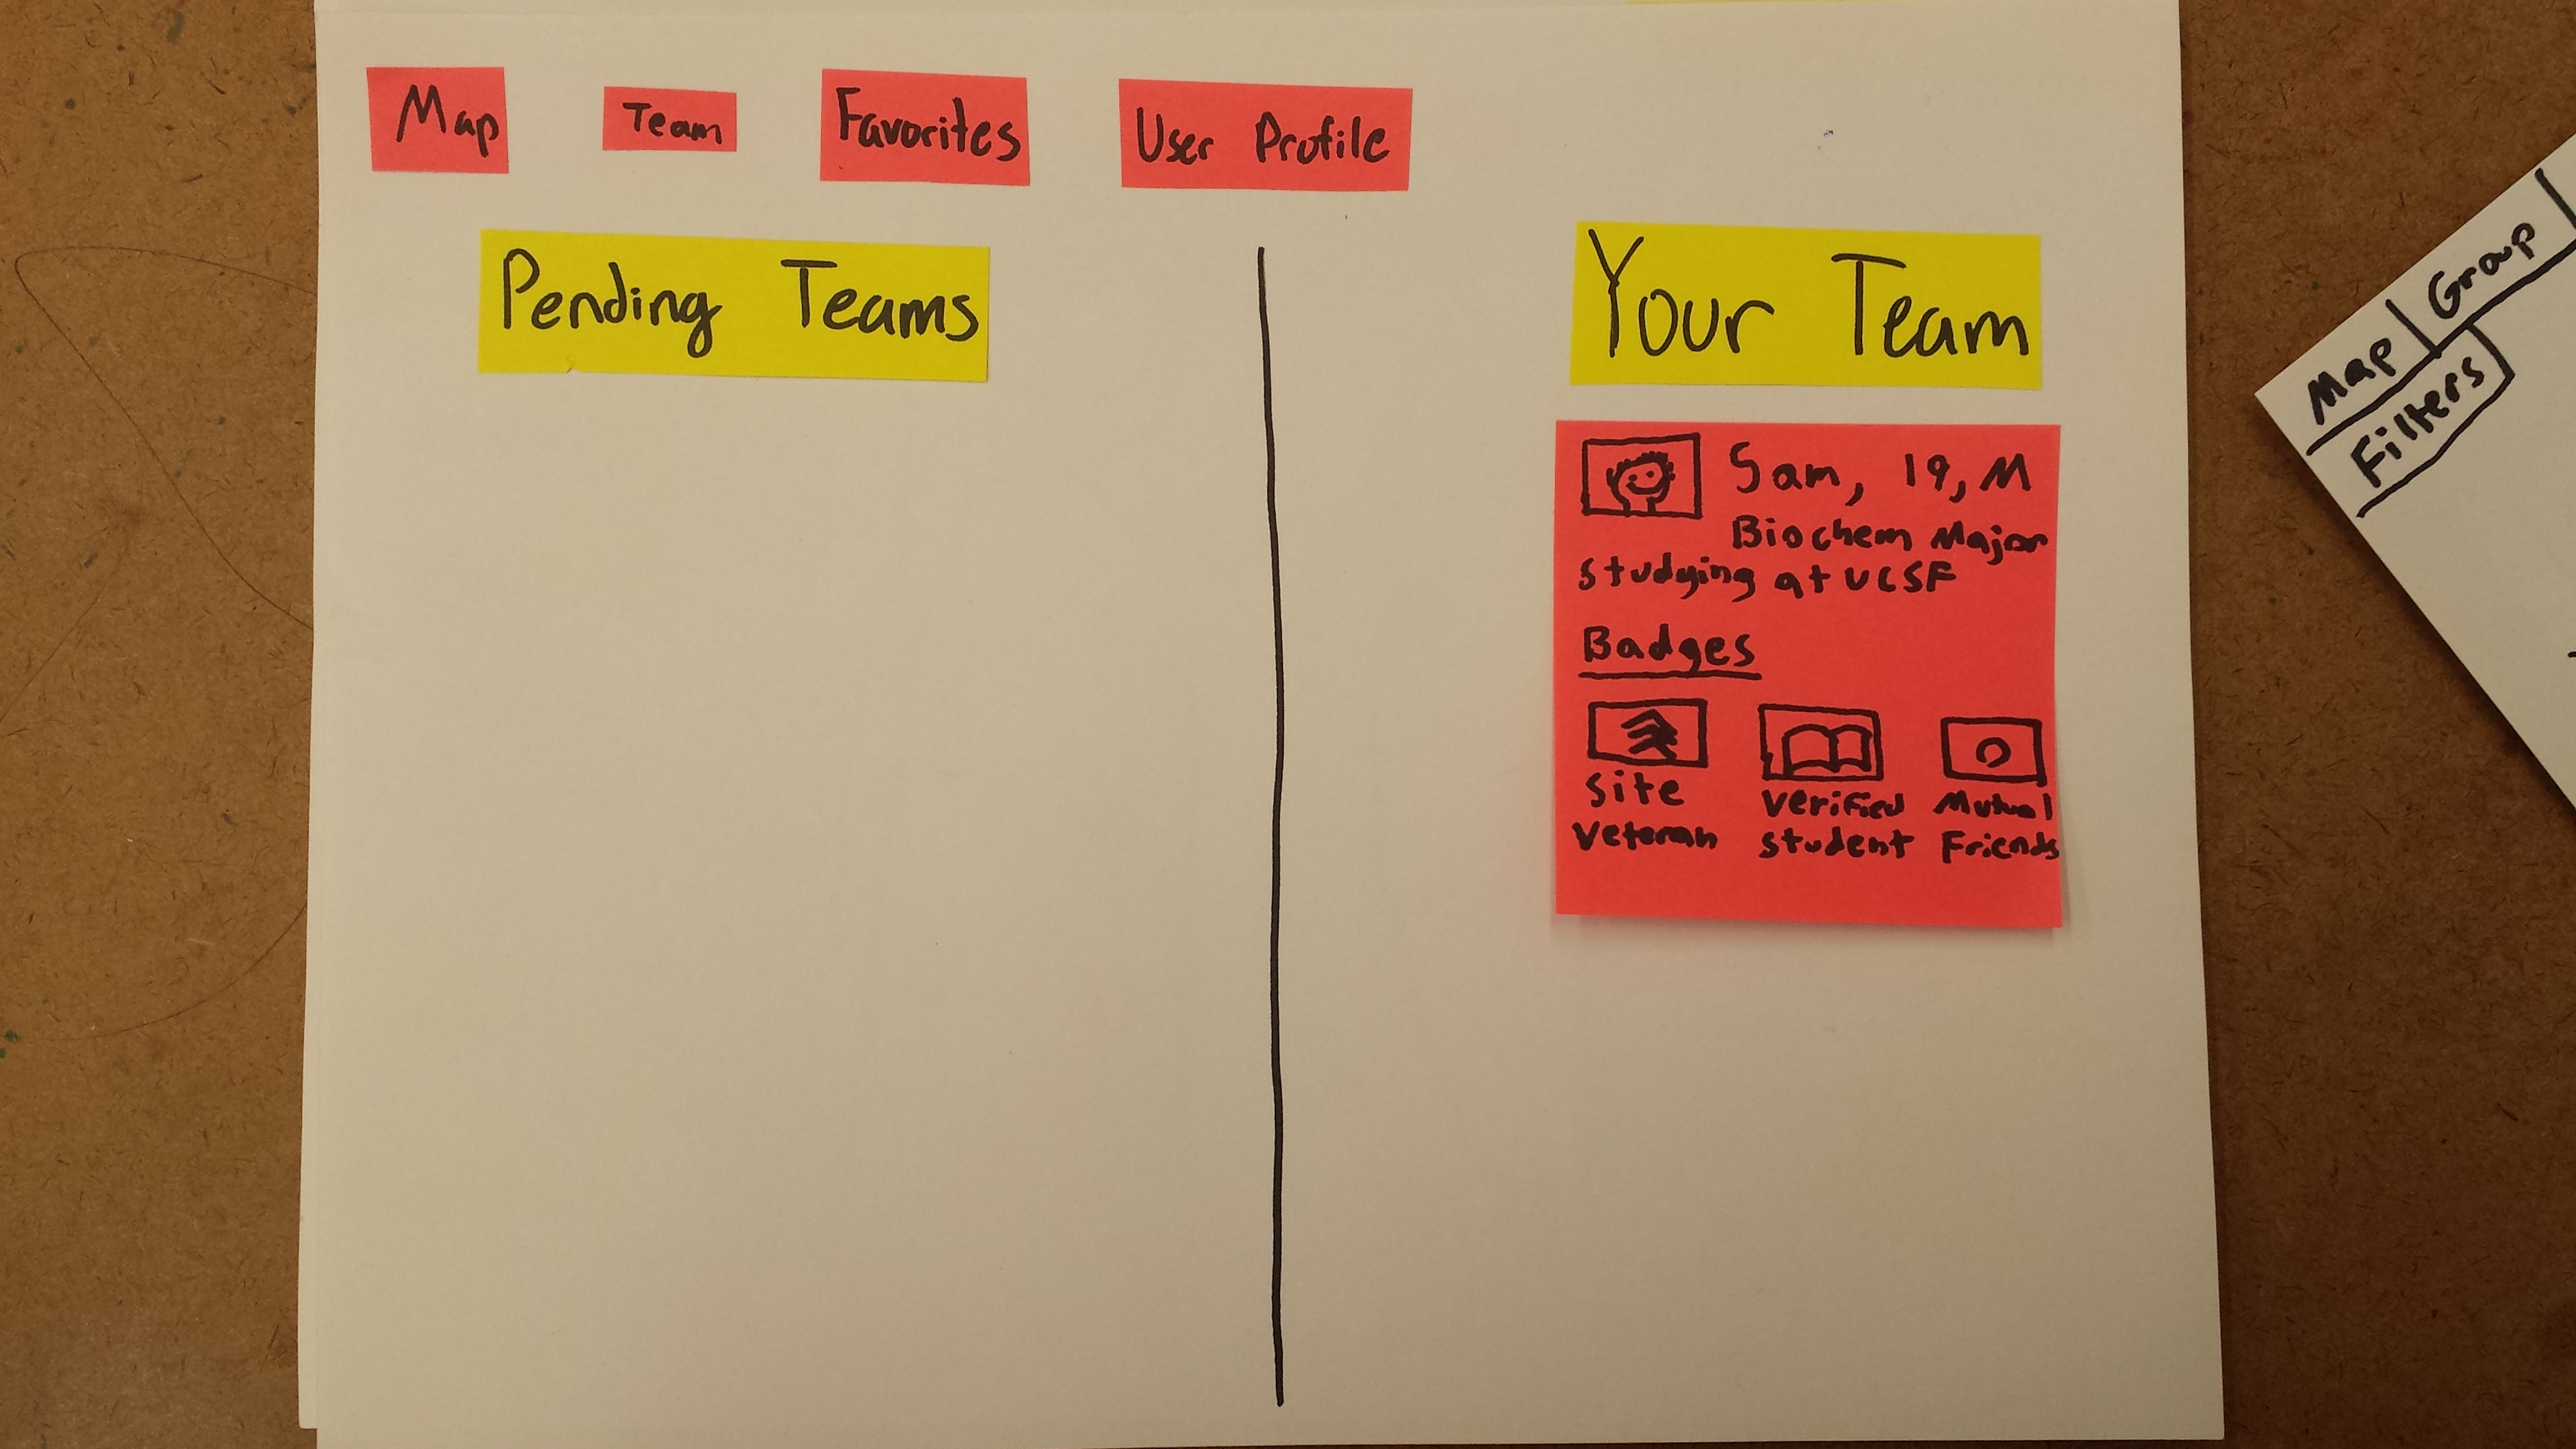 Map Team Favorites User Profile
Pending Teams
Your Team
Sam, 19, M
Biochem Major
studying at UCSF
Badges
Site Veteran
Verified Student
Mutual Friends
Map Group
Filters